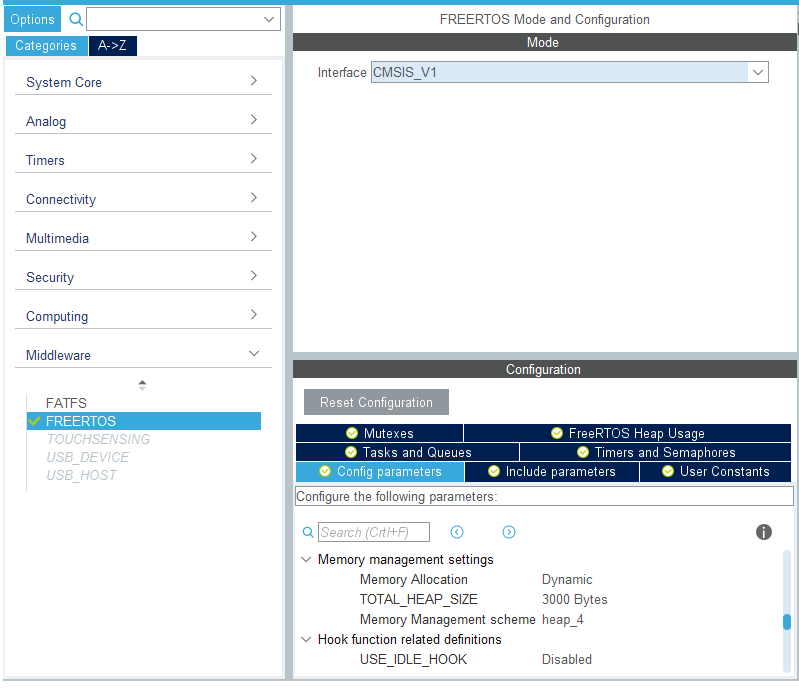 Options
Categories
A->Z
System Core
Analog
Timers
Connectivity
Multimedia
Security
Computing
Middleware
FATFS
FREERTOS
TOUCHSENSING
USB_DEVICE
USB_HOST
FREERTOS Mode and Configuration
Mode
Interface CMSIS_V1
Configuration
Reset Configuration
Mutexes
FreeRTOS Heap Usage
Tasks and Queues
Timers and Semaphores
Config parameters
Include parameters
User Constants
Configure the following parameters:
Search (Crtl+F)
Memory management settings
Memory Allocation Dynamic
TOTAL_HEAP_SIZE 3000 Bytes
Memory Management scheme heap_4
Hook function related definitions
USE_IDLE_HOOK Disabled